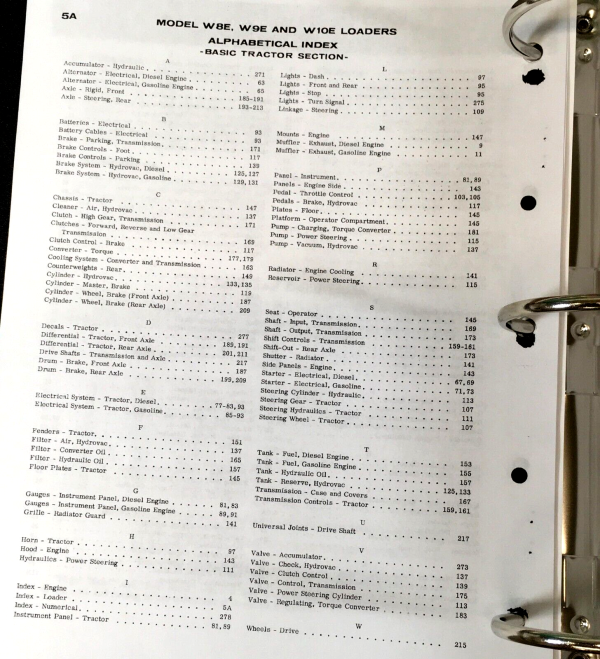 5A
MODEL W8E, W9E AND W10E LOADERS
ALPHABETICAL INDEX
-BASIC TRACTOR SECTION-
A
Accumulator - Hydraulic . . . 271
Alternator - Electrical, Diesel Engine . . . 63
Alternator - Electrical, Gasoline Engine . . . 65
Axle - Rigid, Front . . . 185-191
Axle - Steering, Rear . . . 193-213
B
Batteries - Electrical . . . 93
Battery Cables - Electrical . . . 93
Brake - Parking, Transmission . . . 171
Brake Controls - Foot . . . 117
Brake Controls - Parking . . . 133
Brake System - Hydrovac, Diesel . . . 125,127
Brake System - Hydrovac, Gasoline . . . 129,131
C
Chassis - Tractor . . . 147
Cleaner - Air, Hydrovac . . . 137
Clutch - High Gear, Transmission . . . 171
Clutches - Forward, Reverse and Low Gear
Transmission . . . 169
Clutch Control - Brake . . . 117
Converter - Torque . . . 177,179
Cooling System - Converter and Transmission . . . 163
Counterweights - Rear . . . 149
Cylinder - Hydrovac . . . 133,135
Cylinder - Master, Brake . . . 119
Cylinder - Wheel, Brake (Front Axle) . . . 187
Cylinder - Wheel, Brake (Rear Axle) . . . 209
D
Decals - Tractor . . . 277
Differential - Tractor, Front Axle . . . 189,191
Differential - Tractor, Rear Axle . . . 201,211
Drive Shafts - Transmission and Axle . . . 217
Drum - Brake, Front Axle . . . 187
Drum - Brake, Rear Axle . . . 195,209
E
Electrical System - Tractor, Diesel . . . 77-83,93
Electrical System - Tractor, Gasoline . . . 85-93
F
Fenders - Tractor . . . 151
Filter - Air, Hydrovac . . . 137
Filter - Converter Oil . . . 165
Filter - Hydraulic Oil . . . 157
Floor Plates - Tractor . . . 145
G
Gauges - Instrument Panel, Diesel Engine . . . 81,83
Gauges - Instrument Panel, Gasoline Engine . . . 89,91
Grille - Radiator Guard . . . 141
H
Horn - Tractor . . . 97
Hood - Engine . . . 143
Hydraulics - Power Steering . . . 111
I
Index - Engine . . . 4
Index - Loader . . . 5A
Index - Numerical . . . 278
Instrument Panel - Tractor . . . 81,89
L
Lights - Dash . . . 97
Lights - Front and Rear . . . 95
Lights - Stop . . . 95
Lights - Turn Signal . . . 275
Linkage - Steering . . . 109
M
Mounts - Engine . . . 147
Muffler - Exhaust, Diesel Engine . . . 9
Muffler - Exhaust, Gasoline Engine . . . 11
P
Panel - Instrument . . . 81,89
Panels - Engine Side . . . 143
Pedal - Throttle Control . . . 103,105
Pedals - Brake, Hydrovac . . . 117
Plates - Floor . . . 145
Platform - Operator Compartment . . . 145
Pump - Charging, Torque Converter . . . 181
Pump - Power Steering . . . 115
Pump - Vacuum, Hydrovac . . . 137
R
Radiator - Engine Cooling . . . 141
Reservoir - Power Steering . . . 115
S
Seat - Operator . . . 145
Shaft - Input, Transmission . . . 169
Shaft - Output, Transmission . . . 173
Shift Controls - Transmission . . . 159-161
Shift-Out - Rear Axle . . . 173
Shutter - Radiator . . . 141
Side Panels - Engine . . . 143
Starter - Electrical, Diesel . . . 67,69
Starter - Electrical, Gasoline . . . 71,73
Steering Cylinder - Hydraulic . . . 113
Steering Gear - Tractor . . . 107
Steering Hydraulics - Tractor . . . 111
Steering Wheel - Tractor . . . 107
T
Tank - Fuel, Diesel Engine . . . 153
Tank - Fuel, Gasoline Engine . . . 155
Tank - Hydraulic Oil . . . 157
Tank - Reserve, Hydrovac . . . 125,133
Transmission - Case and Covers . . . 167
Transmission Controls - Tractor . . . 159,161
U
Universal Joints - Drive Shaft . . . 217
V
Valve - Accumulator . . . 273
Valve - Check, Hydrovac . . . 137
Valve - Clutch Control . . . 139
Valve - Control, Transmission . . . 175
Valve - Power Steering Cylinder . . . 113
Valve - Regulating, Torque Converter . . . 183
W
Wheels - Drive . . . 215